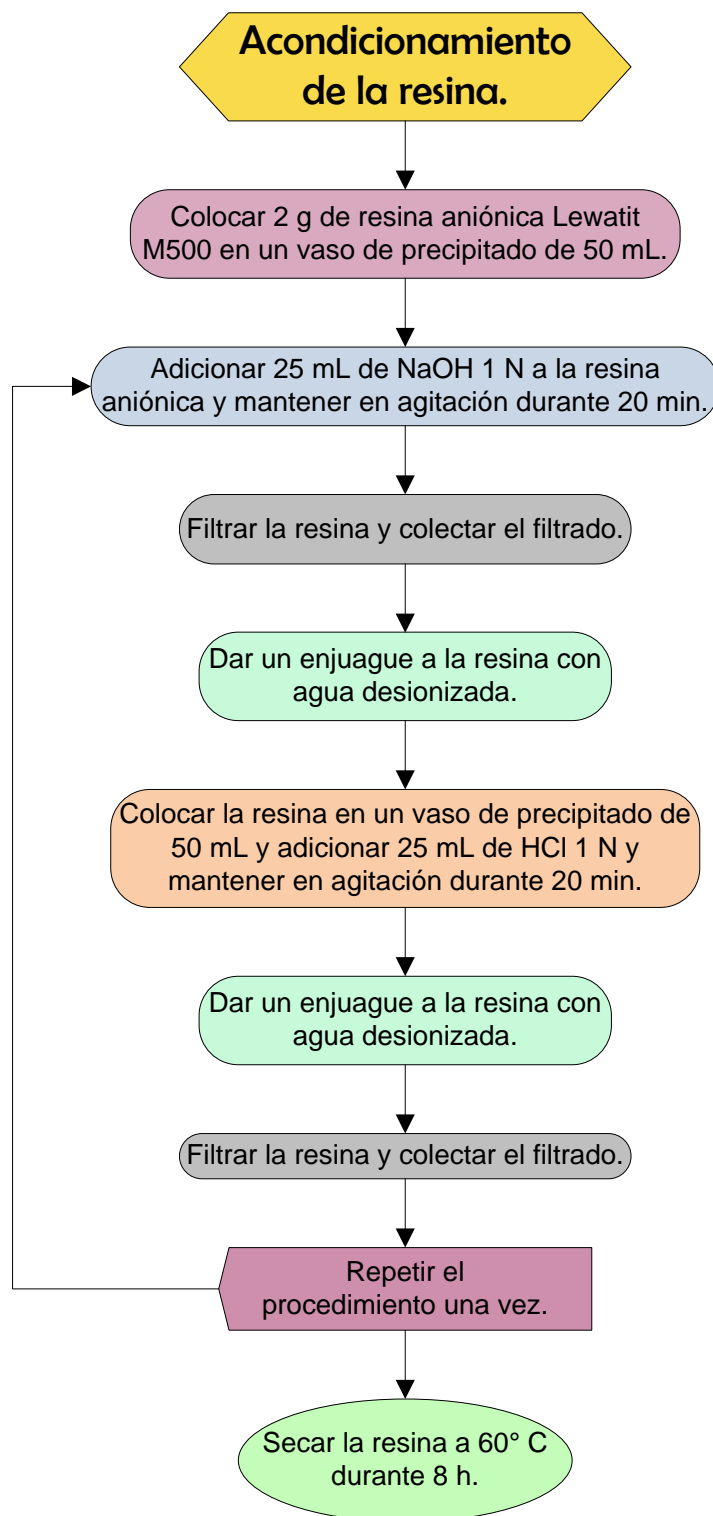 Acondicionamiento
de la resina.
Colocar 2 g de resina aniónica Lewatit
M500 en un vaso de precipitado de 50 mL.
Adicionar 25 mL de NaOH 1 N a la resina
aniónica y mantener en agitación durante 20 min.
Filtrar la resina y colectar el filtrado.
Dar un enjuague a la resina con
agua desionizada.
Colocar la resina en un vaso de precipitado de
50 mL y adicionar 25 mL de HCl 1 N y
mantener en agitación durante 20 min.
Dar un enjuague a la resina con
agua desionizada.
Filtrar la resina y colectar el filtrado.
Repetir el
procedimiento una vez.
Secar la resina a 60° C
durante 8 h.